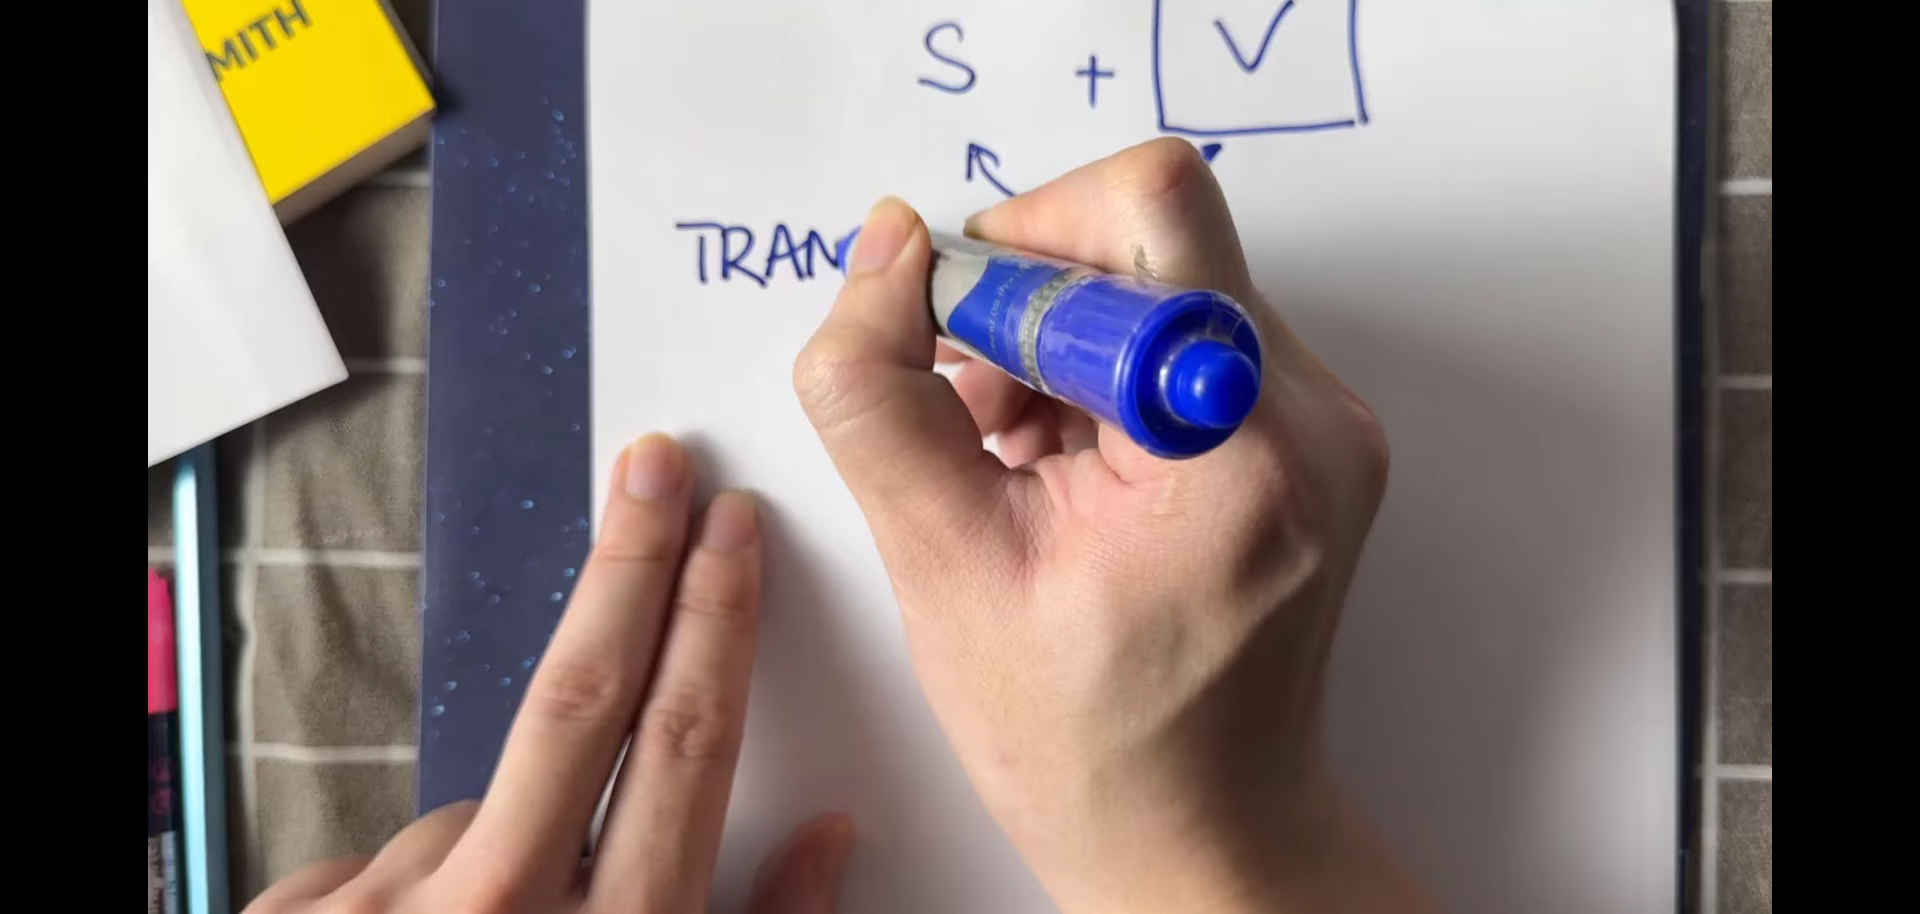 MITH
S + V
TRAN